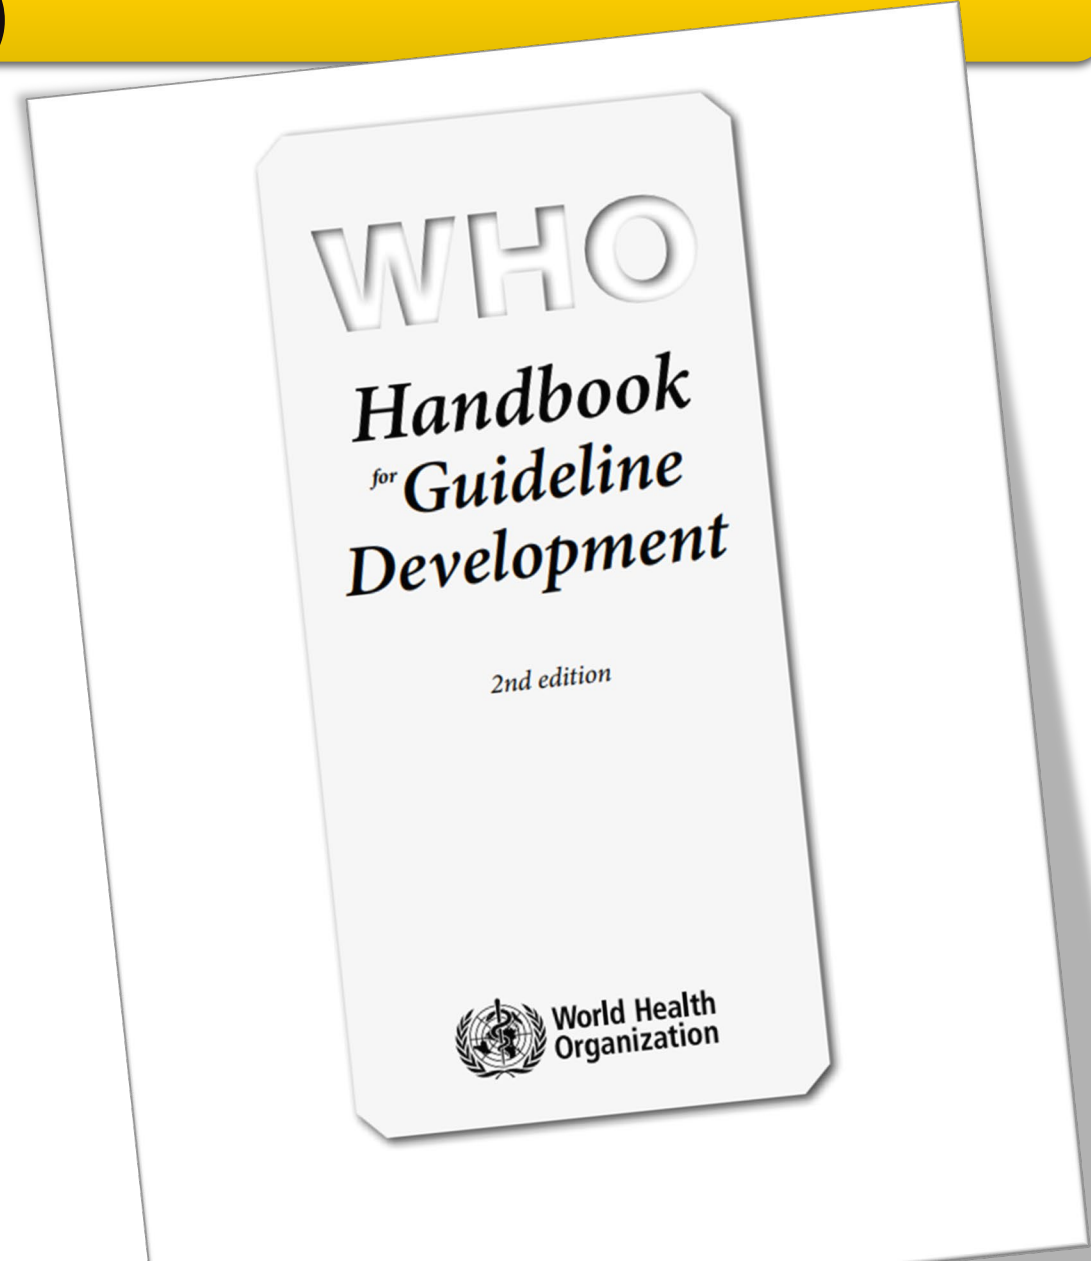 WHO
Handbook
for Guideline
Development
2nd edition
World Health
Organization